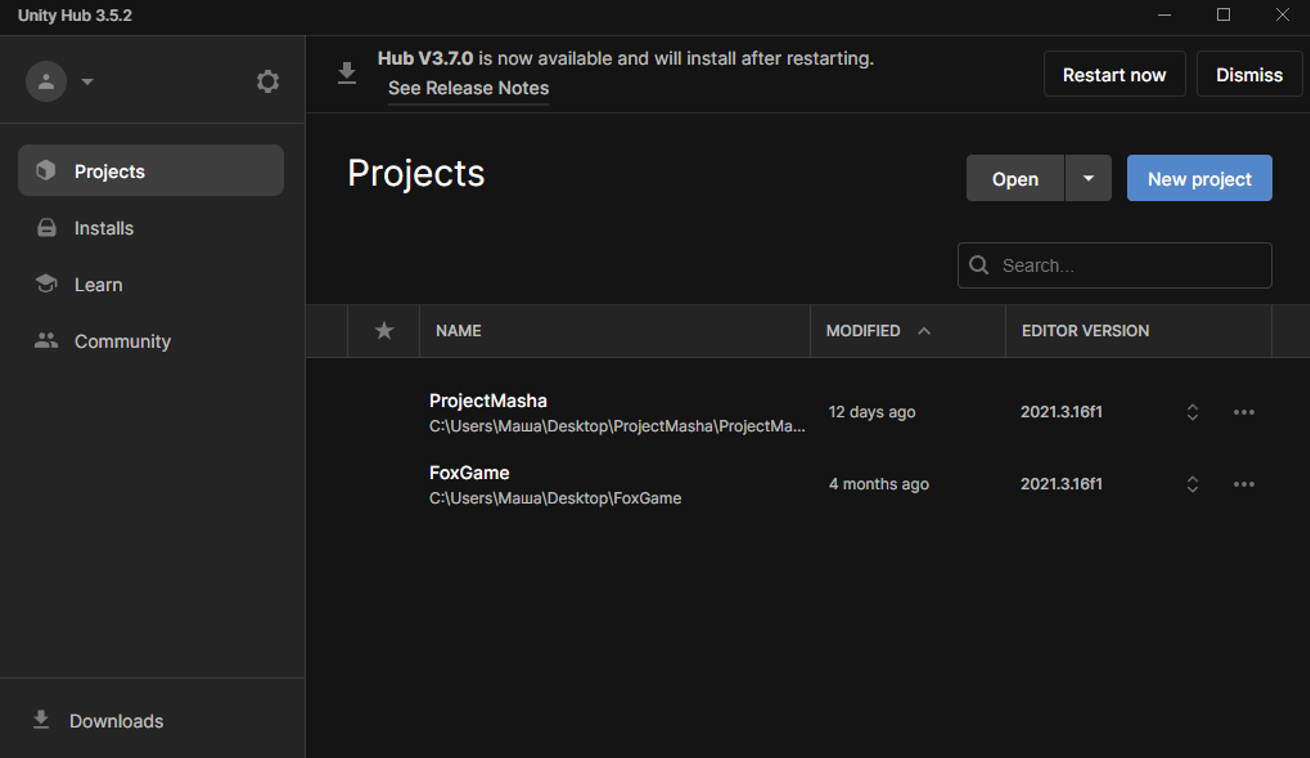 Unity Hub 3.5.2
Hub V3.7.0 is now available and will install after restarting.
See Release Notes
Restart now
Dismiss
Projects
Installs
Learn
Community
Downloads
Projects
Open
New project
Search...
NAME
MODIFIED
EDITOR VERSION
ProjectMasha
C:\Users\Маша\Desktop\ProjectMasha\ProjectMa...
12 days ago
2021.3.16f1
FoxGame
C:\Users\Маша\Desktop\FoxGame
4 months ago
2021.3.16f1